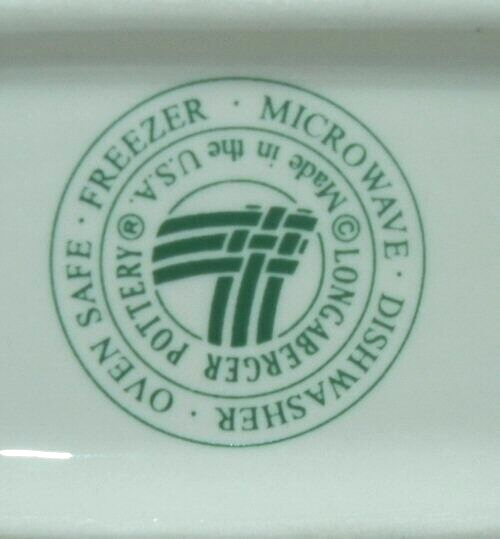 MICROWAVE · DISHWASHER · OVEN SAFE · FREEZER ·
©LONGABERGER POTTERY®
Made in the U.S.A.